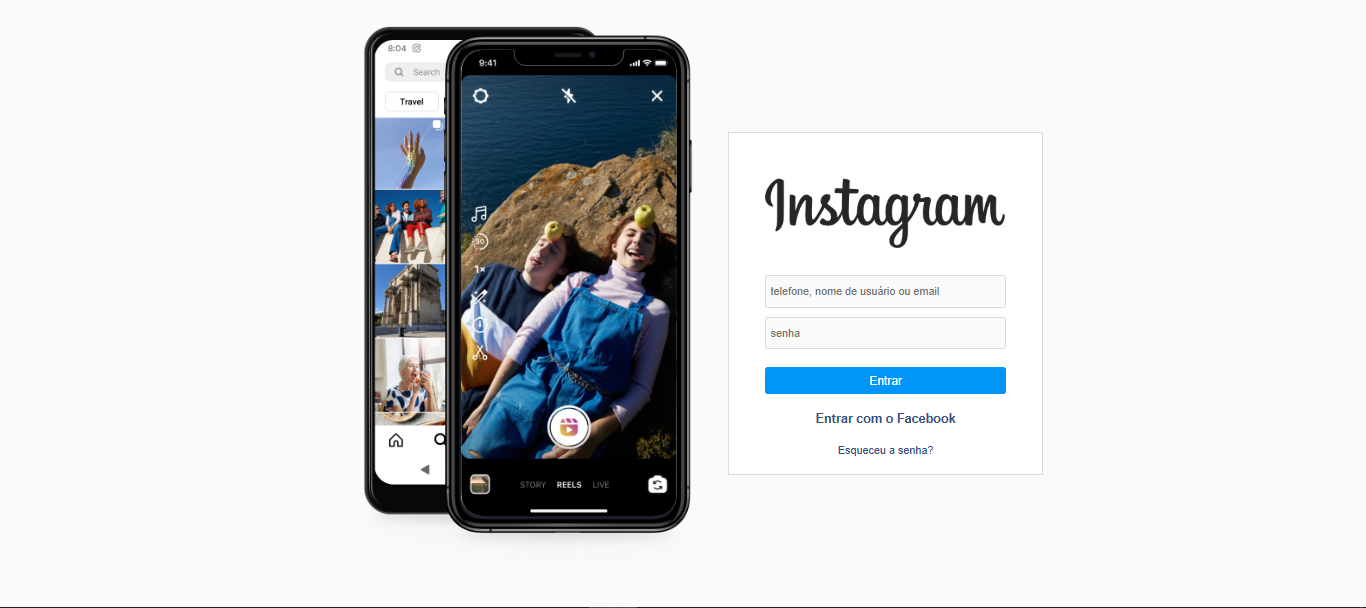 8:04
Search
Travel
9:41
30
1×
STORY REELS LIVE
Instagram
telefone, nome de usuário ou email
senha
Entrar
Entrar com o Facebook
Esqueceu a senha?